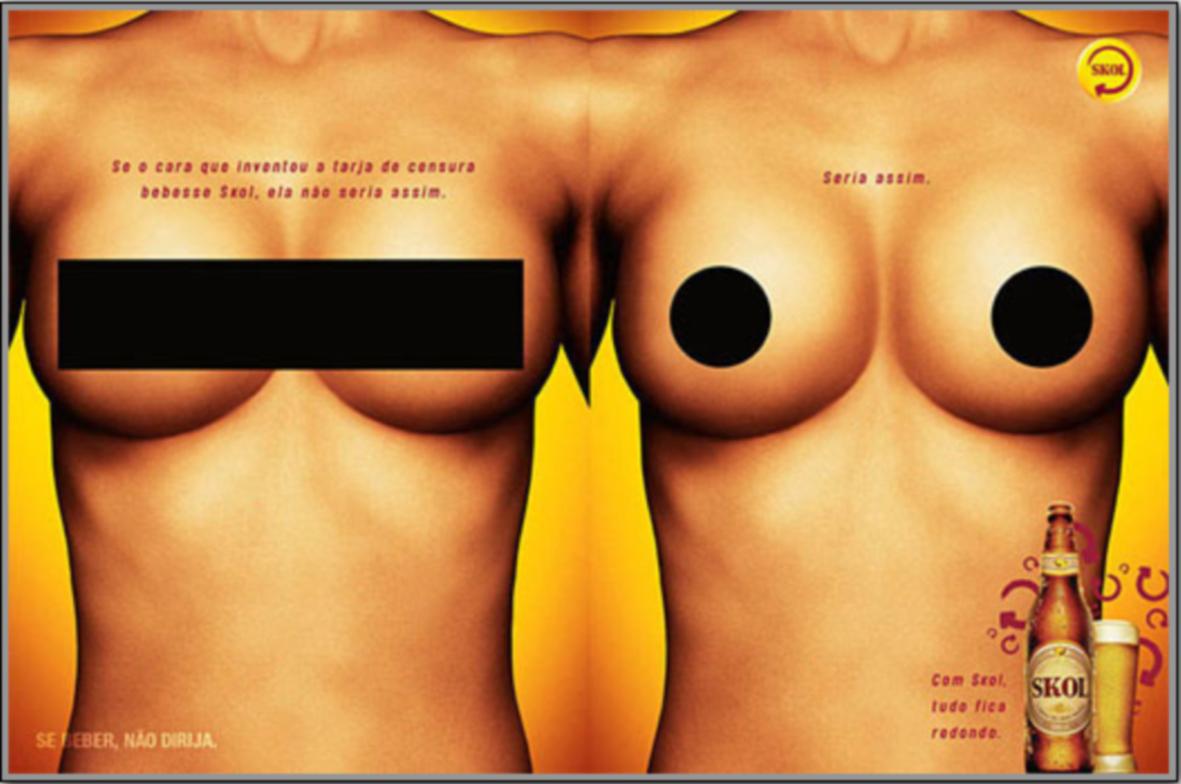 Se o cara que inventou a tarja de censura
bebesse Skol, ela não seria assim.
Seria assim.
SKOL
Com Skol,
tudo fica
redondo.
SKOL
SE BEBER, NÃO DIRIJA.